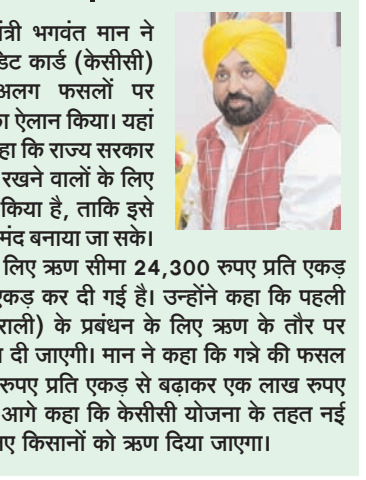 मंत्री भगवंत मान ने
डिट कार्ड (केसीसी)
अलग फसलों पर
का ऐलान किया। यहां
हा कि राज्य सरकार
रखने वालों के लिए
किया है, ताकि इसे
मंद बनाया जा सके।
लिए ऋण सीमा 24,300 रुपए प्रति एकड़
एकड़ कर दी गई है। उन्होंने कहा कि पहली
राली) के प्रबंधन के लिए ऋण के तौर पर
दी जाएगी। मान ने कहा कि गन्ने की फसल
रुपए प्रति एकड़ से बढ़ाकर एक लाख रुपए
आगे कहा कि केसीसी योजना के तहत नई
लिए किसानों को ऋण दिया जाएगा।